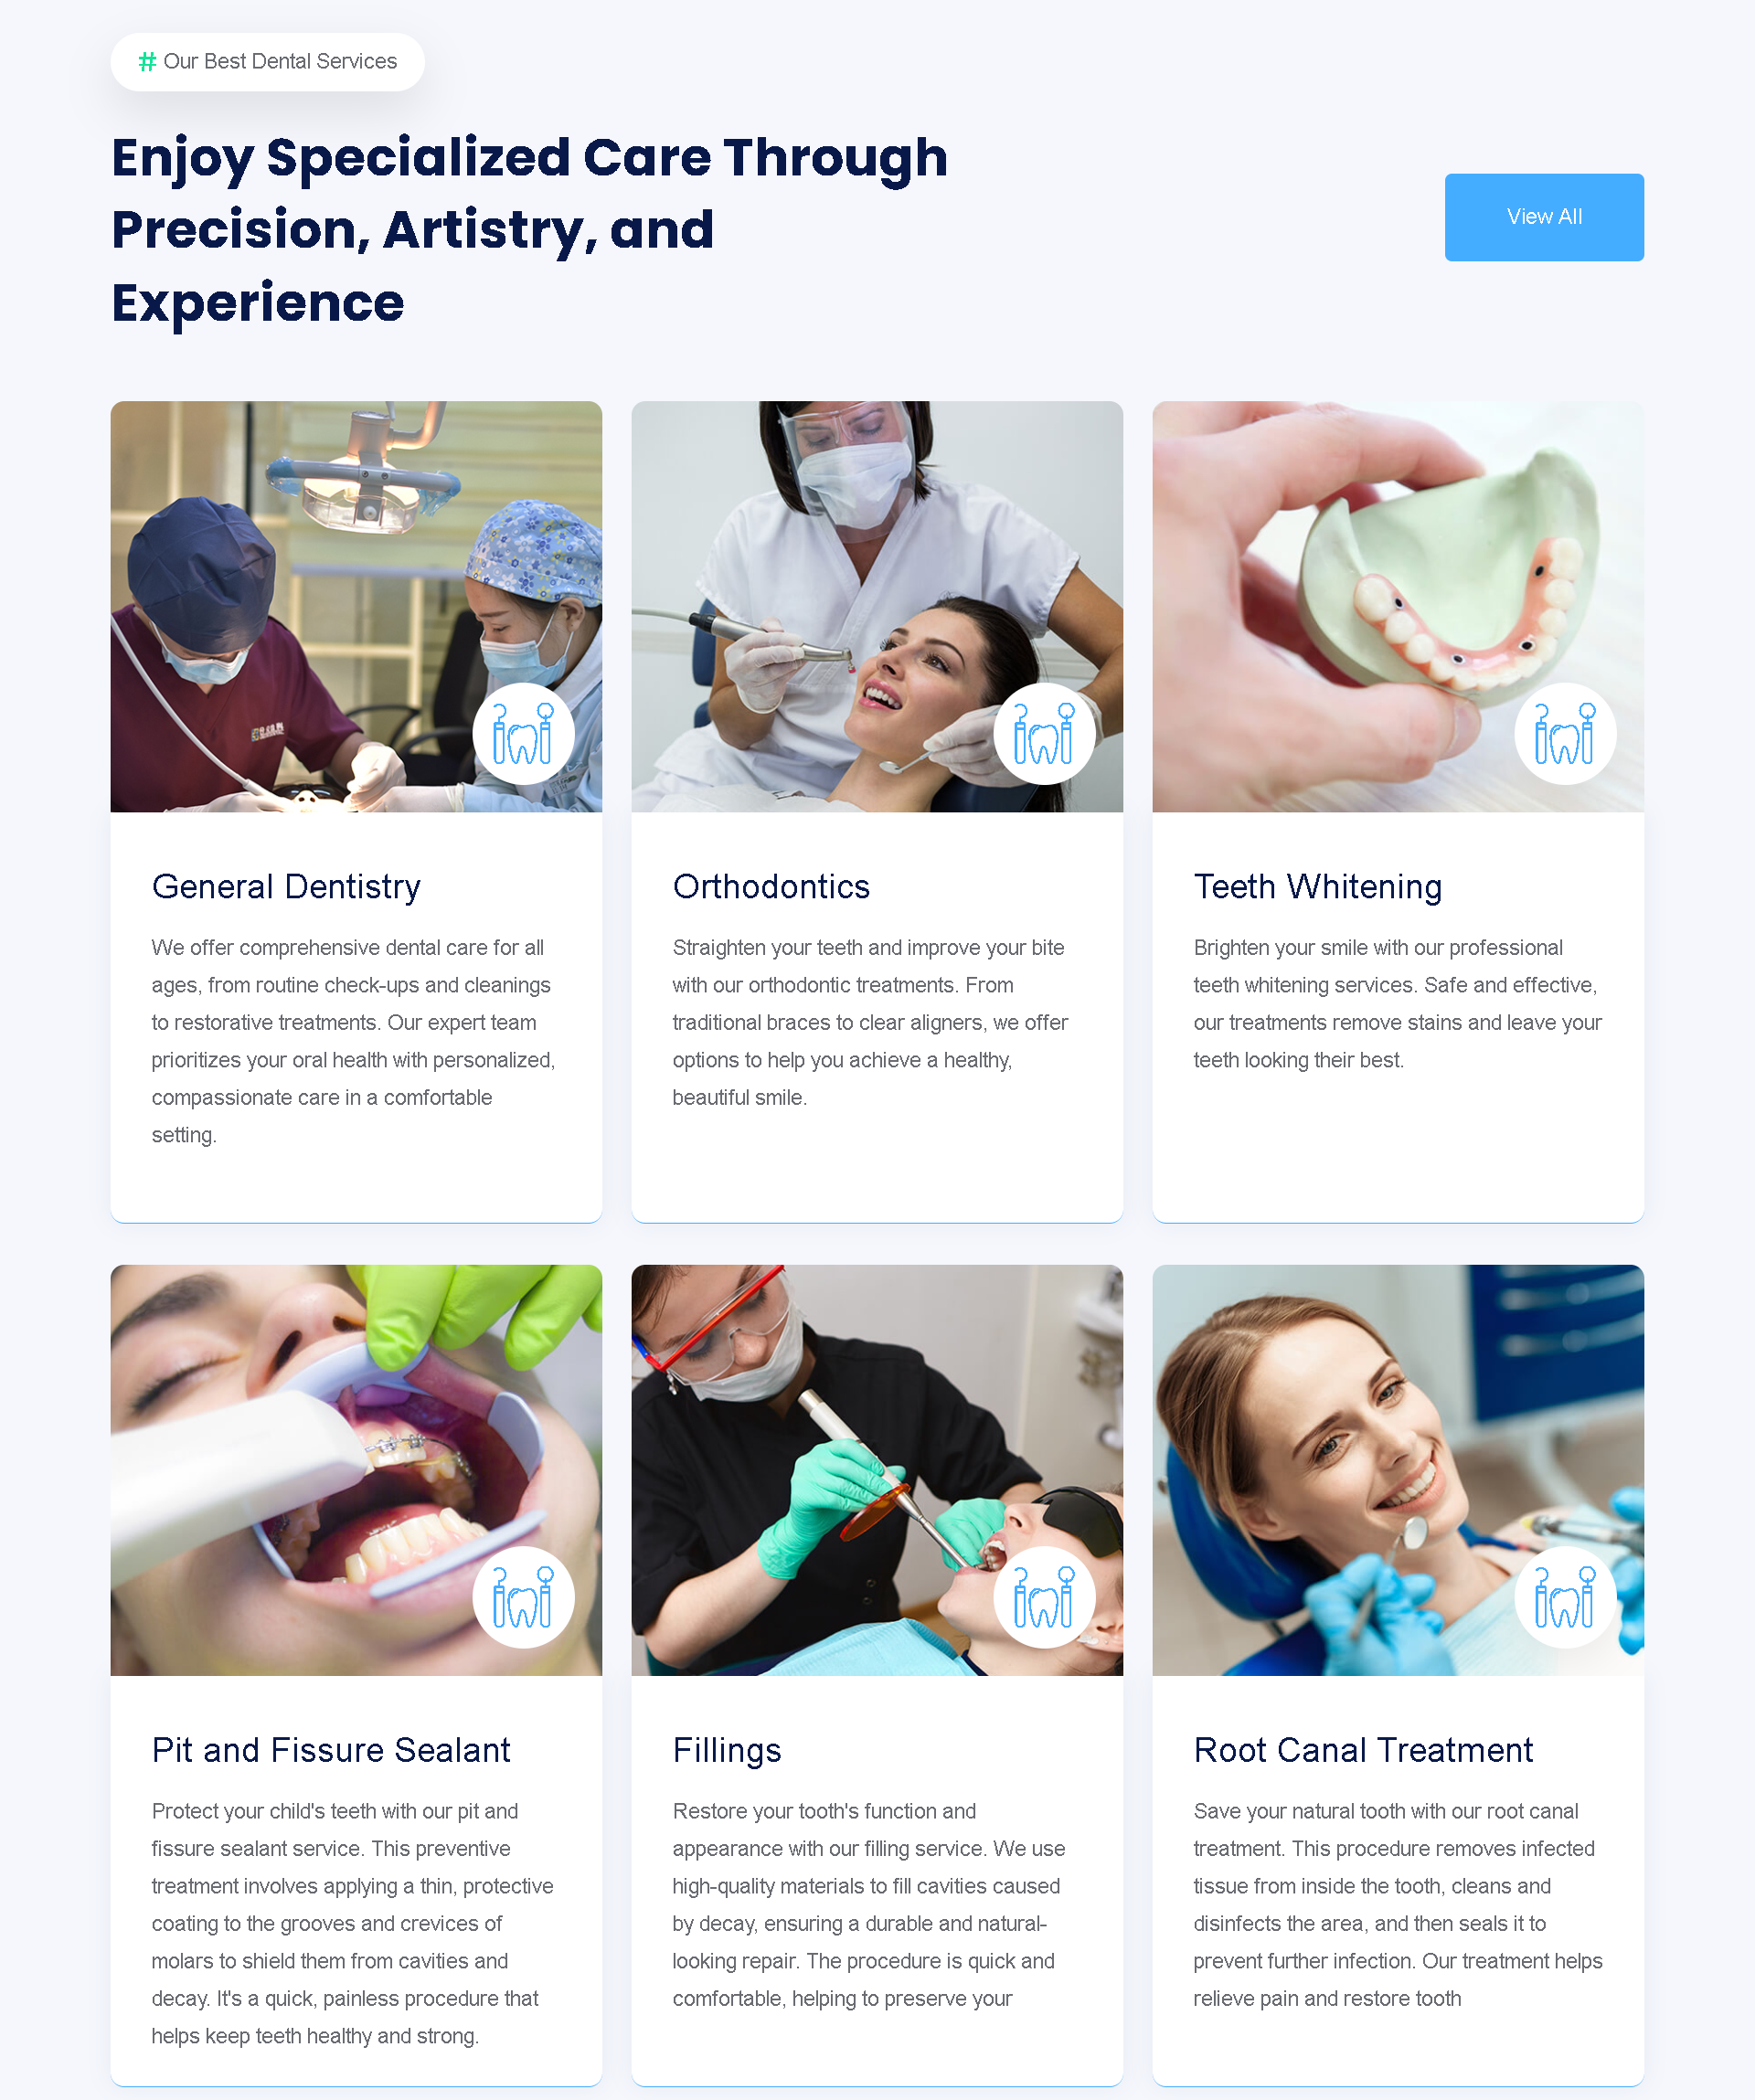 # Our Best Dental Services
Enjoy Specialized Care Through
Precision, Artistry, and
Experience
View All
General Dentistry
We offer comprehensive dental care for all
ages, from routine check-ups and cleanings
to restorative treatments. Our expert team
prioritizes your oral health with personalized,
compassionate care in a comfortable
setting.
Orthodontics
Straighten your teeth and improve your bite
with our orthodontic treatments. From
traditional braces to clear aligners, we offer
options to help you achieve a healthy,
beautiful smile.
Teeth Whitening
Brighten your smile with our professional
teeth whitening services. Safe and effective,
our treatments remove stains and leave your
teeth looking their best.
Pit and Fissure Sealant
Protect your child's teeth with our pit and
fissure sealant service. This preventive
treatment involves applying a thin, protective
coating to the grooves and crevices of
molars to shield them from cavities and
decay. It's a quick, painless procedure that
helps keep teeth healthy and strong.
Fillings
Restore your tooth's function and
appearance with our filling service. We use
high-quality materials to fill cavities caused
by decay, ensuring a durable and natural-
looking repair. The procedure is quick and
comfortable, helping to preserve your
Root Canal Treatment
Save your natural tooth with our root canal
treatment. This procedure removes infected
tissue from inside the tooth, cleans and
disinfects the area, and then seals it to
prevent further infection. Our treatment helps
relieve pain and restore tooth